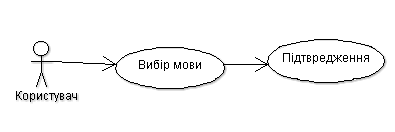 Вибір мови
Підтвредження
Користувач